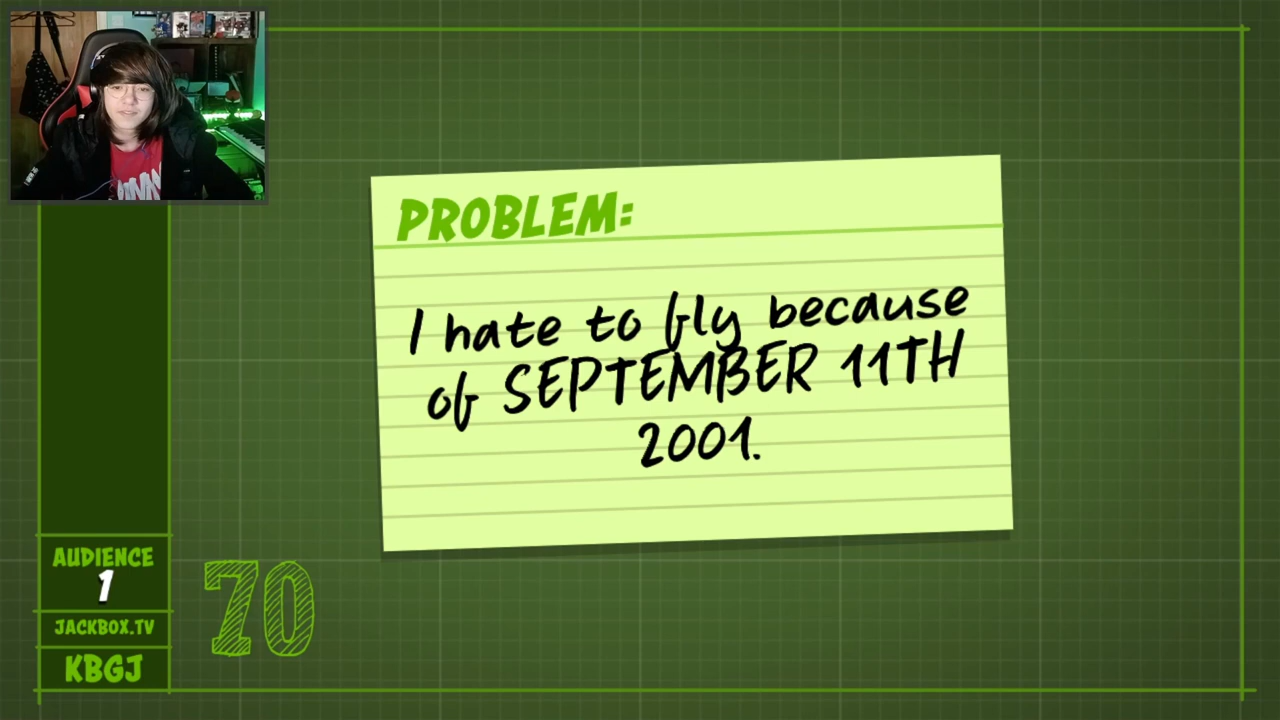 PROBLEM:
I hate to fly because
of SEPTEMBER 11TH
2001.
AUDIENCE
1
JACKBOX.TV
KBGJ
70